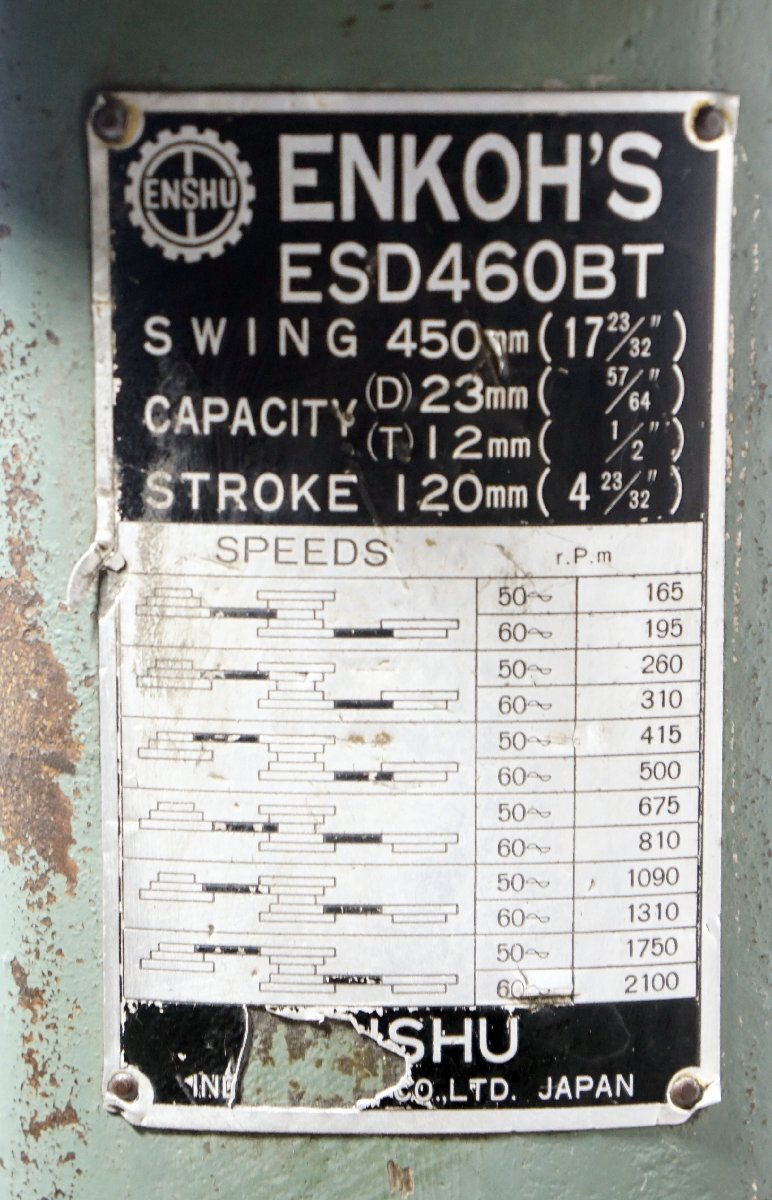 ENSHU
ENKOH'S
ESD460BT
SWING 450mm (17 23/32")
CAPACITY (D) 23mm ( 57/64")
(T) 12mm ( 1/2")
STROKE 120mm (4 23/32")
SPEEDS r.P.m
50~ 165
60~ 195
50~ 260
60~ 310
50~ 415
60~ 500
50~ 675
60~ 810
50~ 1090
60~ 1310
50~ 1750
60~ 2100
NSHU
IND CO.,LTD. JAPAN